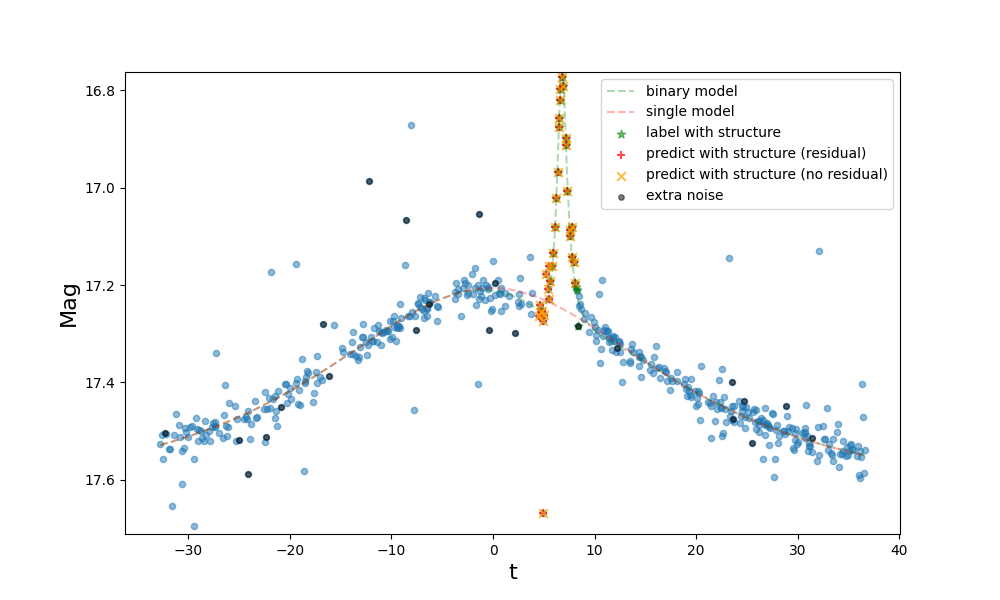 16.8
17.0
17.2
17.4
17.6
Mag
−30
−20
−10
0
10
20
30
40
t
binary model
single model
label with structure
predict with structure (residual)
predict with structure (no residual)
extra noise